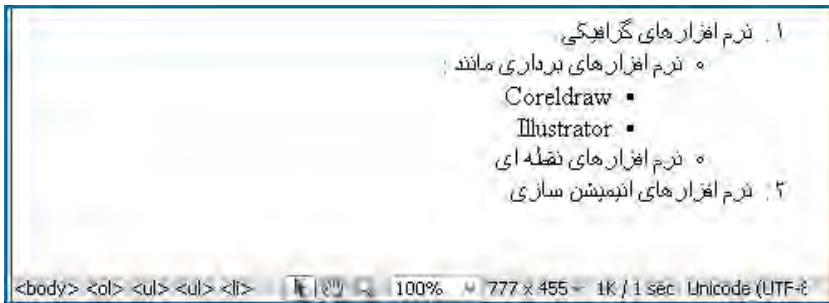 ۱. نرم افزارهای گرافیکی
نرم افزارهای برداری مانند :
Coreldraw
Illustrator
نرم افزارهای نقطه ای
۲. نرم افزارهای انیمیشن سازی
<body> <ol> <ul> <ul> <li> 100% 777 x 455 1K / 1 sec Unicode (UTF-8